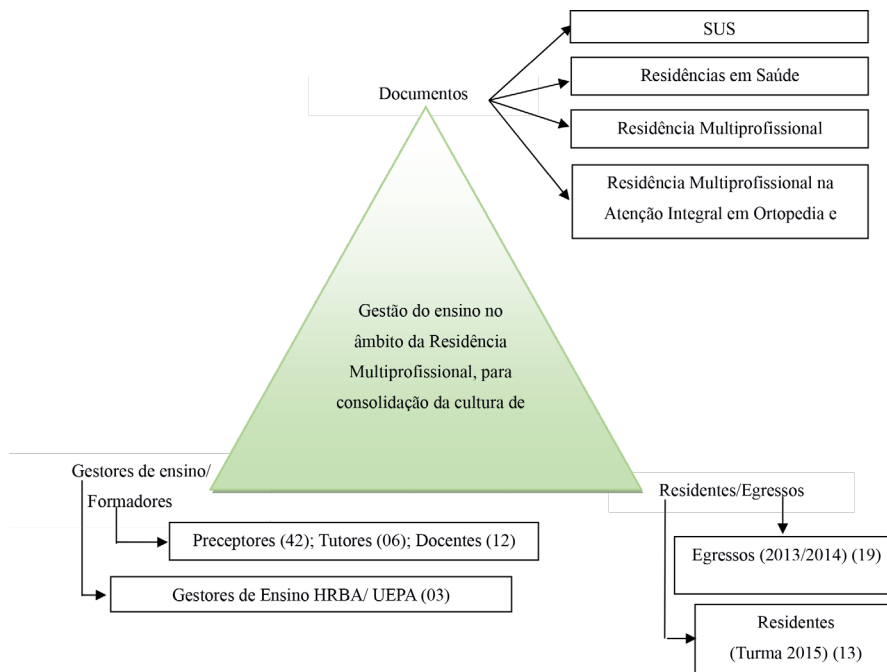 SUS
Residências em Saúde
Documentos
Residência Multiprofissional
Residência Multiprofissional na
Atenção Integral em Ortopedia e
Gestão do ensino no
âmbito da Residência
Multiprofissional, para
consolidação da cultura de
Gestores de ensino/
Formadores
Preceptores (42); Tutores (06); Docentes (12)
Gestores de Ensino HRBA/ UEPA (03)
Residentes/Egressos
Egressos (2013/2014) (19)
Residentes
(Turma 2015) (13)